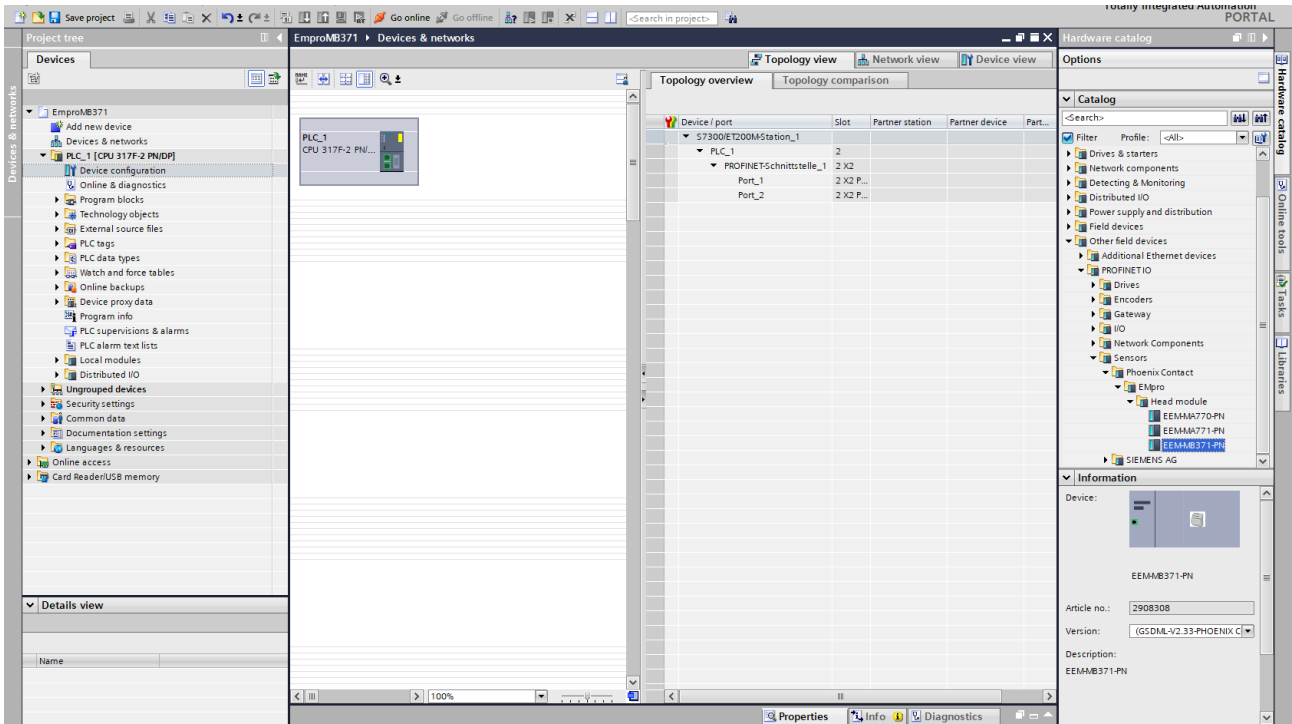 Totally Integrated Automation
PORTAL
Save project
Go online
Go offline
<Search in project>
Project tree
EmproMB371 ▸ Devices & networks
Hardware catalog
Devices
Topology view
Network view
Device view
Options
Devices & networks
Topology overview
Topology comparison
EmproMB371
Add new device
Devices & networks
PLC_1 [CPU 317F-2 PN/DP]
Device configuration
Online & diagnostics
Program blocks
Technology objects
External source files
PLC tags
PLC data types
Watch and force tables
Online backups
Device proxy data
Program info
PLC supervisions & alarms
PLC alarm text lists
Local modules
Distributed I/O
Ungrouped devices
Security settings
Common data
Documentation settings
Languages & resources
Online access
Card Reader/USB memory
Details view
Name
PLC_1
CPU 317F-2 PN/...
100%
Device / port
Slot
Partner station
Partner device
Part...
S7300/ET200M-Station_1
PLC_1
2
PROFINET-Schnittstelle_1
2 X2
Port_1
2 X2 P...
Port_2
2 X2 P...
Properties
Info
Diagnostics
Catalog
<Search>
Filter
Profile:
<All>
Drives & starters
Network components
Detecting & Monitoring
Distributed I/O
Power supply and distribution
Field devices
Other field devices
Additional Ethernet devices
PROFINET IO
Drives
Encoders
Gateway
I/O
Network Components
Sensors
Phoenix Contact
EMpro
Head module
EEM-MA770-PN
EEM-MA771-PN
EEM-MB371-PN
SIEMENS AG
Information
Device:
EEM-MB371-PN
Article no.:
2908308
Version:
(GSDML-V2.33-PHOENIX C
Description:
EEM-MB371-PN
Hardware catalog
Online tools
Tasks
Libraries